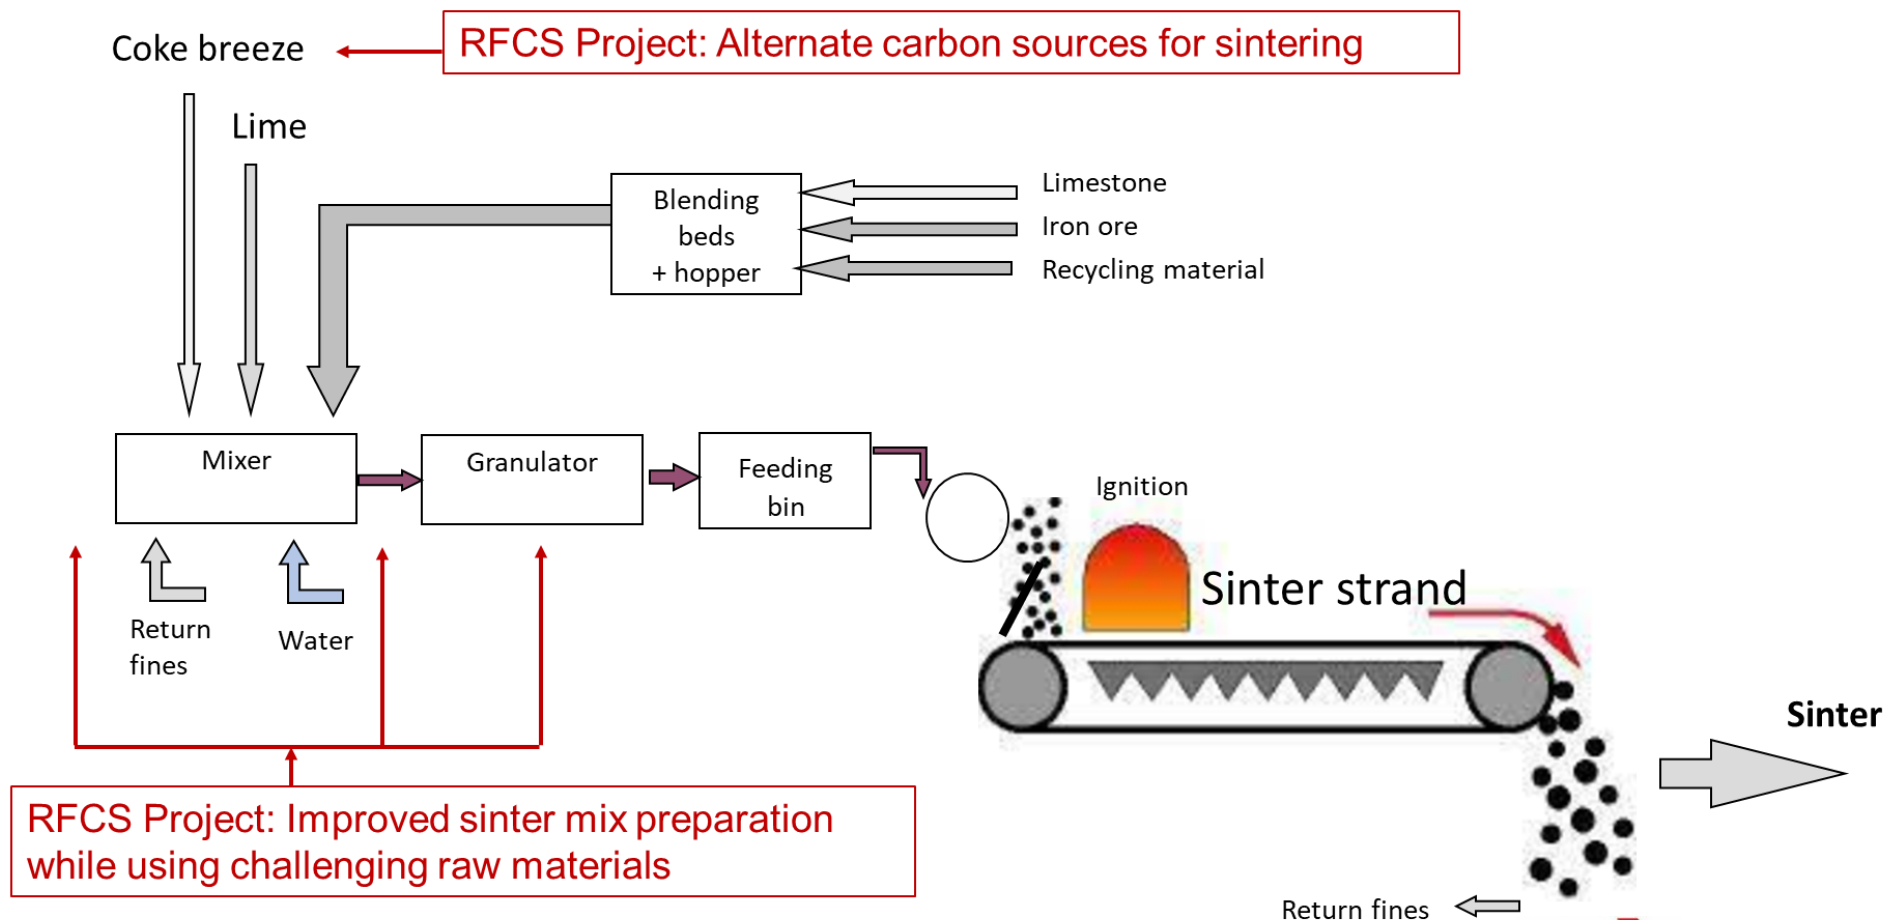 Coke breeze
RFCS Project: Alternate carbon sources for sintering
Lime
Blending
beds
+ hopper
Limestone
Iron ore
Recycling material
Mixer
Granulator
Feeding
bin
Ignition
Sinter strand
Return
fines
Water
Sinter
RFCS Project: Improved sinter mix preparation
while using challenging raw materials
Return fines